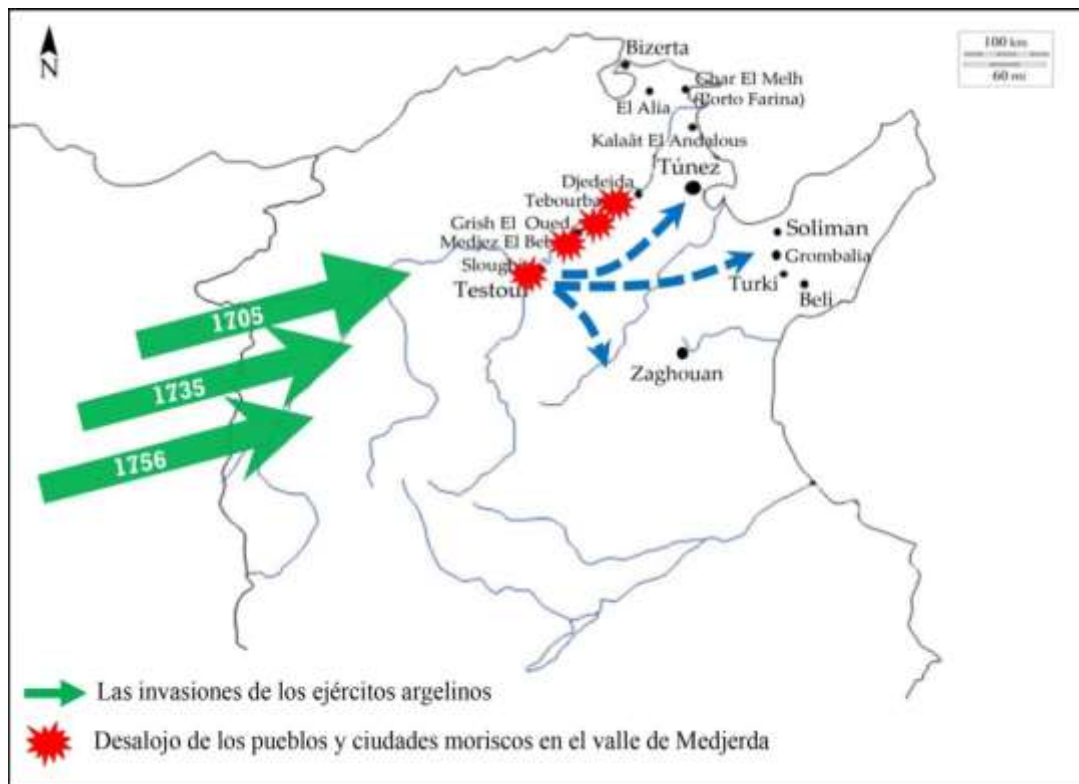 N
100 km
60 mi
Bizerta
Ghar El Melh
(Porto Farina)
El Alia
Kalaât El Andalous
Túnez
Djedeida
Tebourba
Grish El Oued
Medjez El Beb
Sloughia
Testour
Soliman
Grombalia
Turki
Beli
Zaghouan
1705
1735
1756
Las invasiones de los ejércitos argelinos
Desalojo de los pueblos y ciudades moriscos en el valle de Medjerda